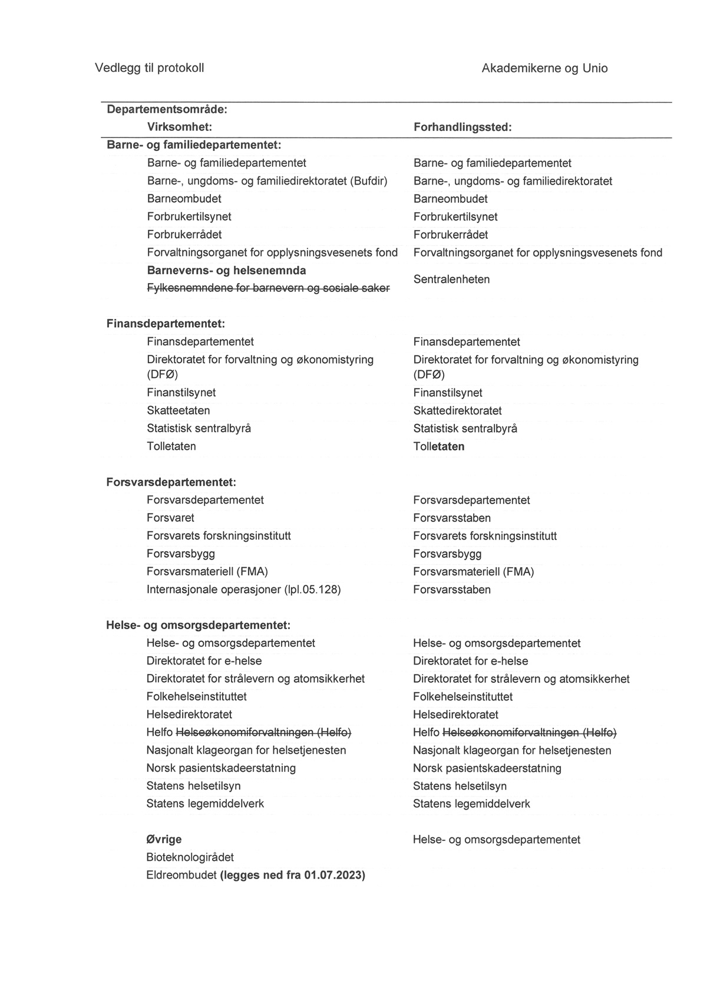 Vedlegg til protokoll Akademikerne og Unio
Departementsområde:
Virksomhet: Forhandlingssted:
Barne- og familiedepartementet:
Barne- og familiedepartementet Barne- og familiedepartementet
Barne-, ungdoms- og familiedirektoratet (Bufdir) Barne-, ungdoms- og familiedirektoratet
Barneombudet Barneombudet
Forbrukertilsynet Forbrukertilsynet
Forbrukerrådet Forbrukerrådet
Forvaltningsorganet for opplysningsvesenets fond Forvaltningsorganet for opplysningsvesenets fond
Barneverns- og helsenemnda
Sentralenheten
Fylkesnemndene for barnevern og sosiale saker
Finansdepartementet:
Finansdepartementet Finansdepartementet
Direktoratet for forvaltning og økonomistyring Direktoratet for forvaltning og økonomistyring
(DFØ) (DFØ)
Finanstilsynet Finanstilsynet
Skatteetaten Skattedirektoratet
Statistisk sentralbyrå Statistisk sentralbyrå
Tolletaten Tolletaten
Forsvarsdepartementet:
Forsvarsdepartementet Forsvarsdepartementet
Forsvaret Forsvarsstaben
Forsvarets forskningsinstitutt Forsvarets forskningsinstitutt
Forsvarsbygg Forsvarsbygg
Forsvarsmateriell (FMA) Forsvarsmateriell (FMA)
Internasjonale operasjoner (lpl.05.128) Forsvarsstaben
Helse- og omsorgsdepartementet:
Helse- og omsorgsdepartementet Helse- og omsorgsdepartementet
Direktoratet for e-helse Direktoratet for e-helse
Direktoratet for strålevern og atomsikkerhet Direktoratet for strålevern og atomsikkerhet
Folkehelseinstituttet Folkehelseinstituttet
Helsedirektoratet Helsedirektoratet
Helfo Helseøkonomiforvaltningen (Helfo) Helfo Helseøkonomiforvaltningen (Helfo)
Nasjonalt klageorgan for helsetjenesten Nasjonalt klageorgan for helsetjenesten
Norsk pasientskadeerstatning Norsk pasientskadeerstatning
Statens helsetilsyn Statens helsetilsyn
Statens legemiddelverk Statens legemiddelverk
Øvrige Helse- og omsorgsdepartementet
Bioteknologirådet
Eldreombudet (legges ned fra 01.07.2023)